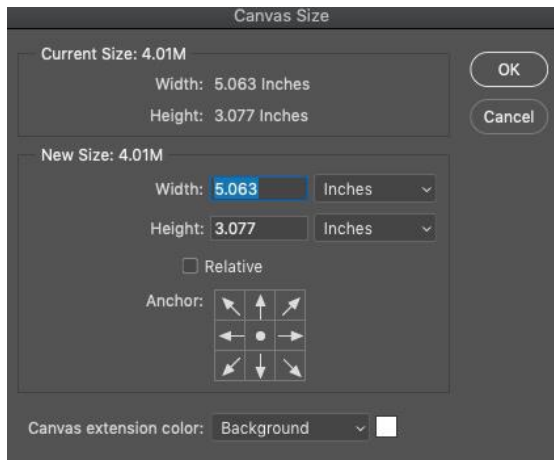 Canvas Size
Current Size: 4.01M
Width: 5.063 Inches
Height: 3.077 Inches
OK
Cancel
New Size: 4.01M
Width: 5.063 Inches
Height: 3.077 Inches
Relative
Anchor:
Canvas extension color: Background